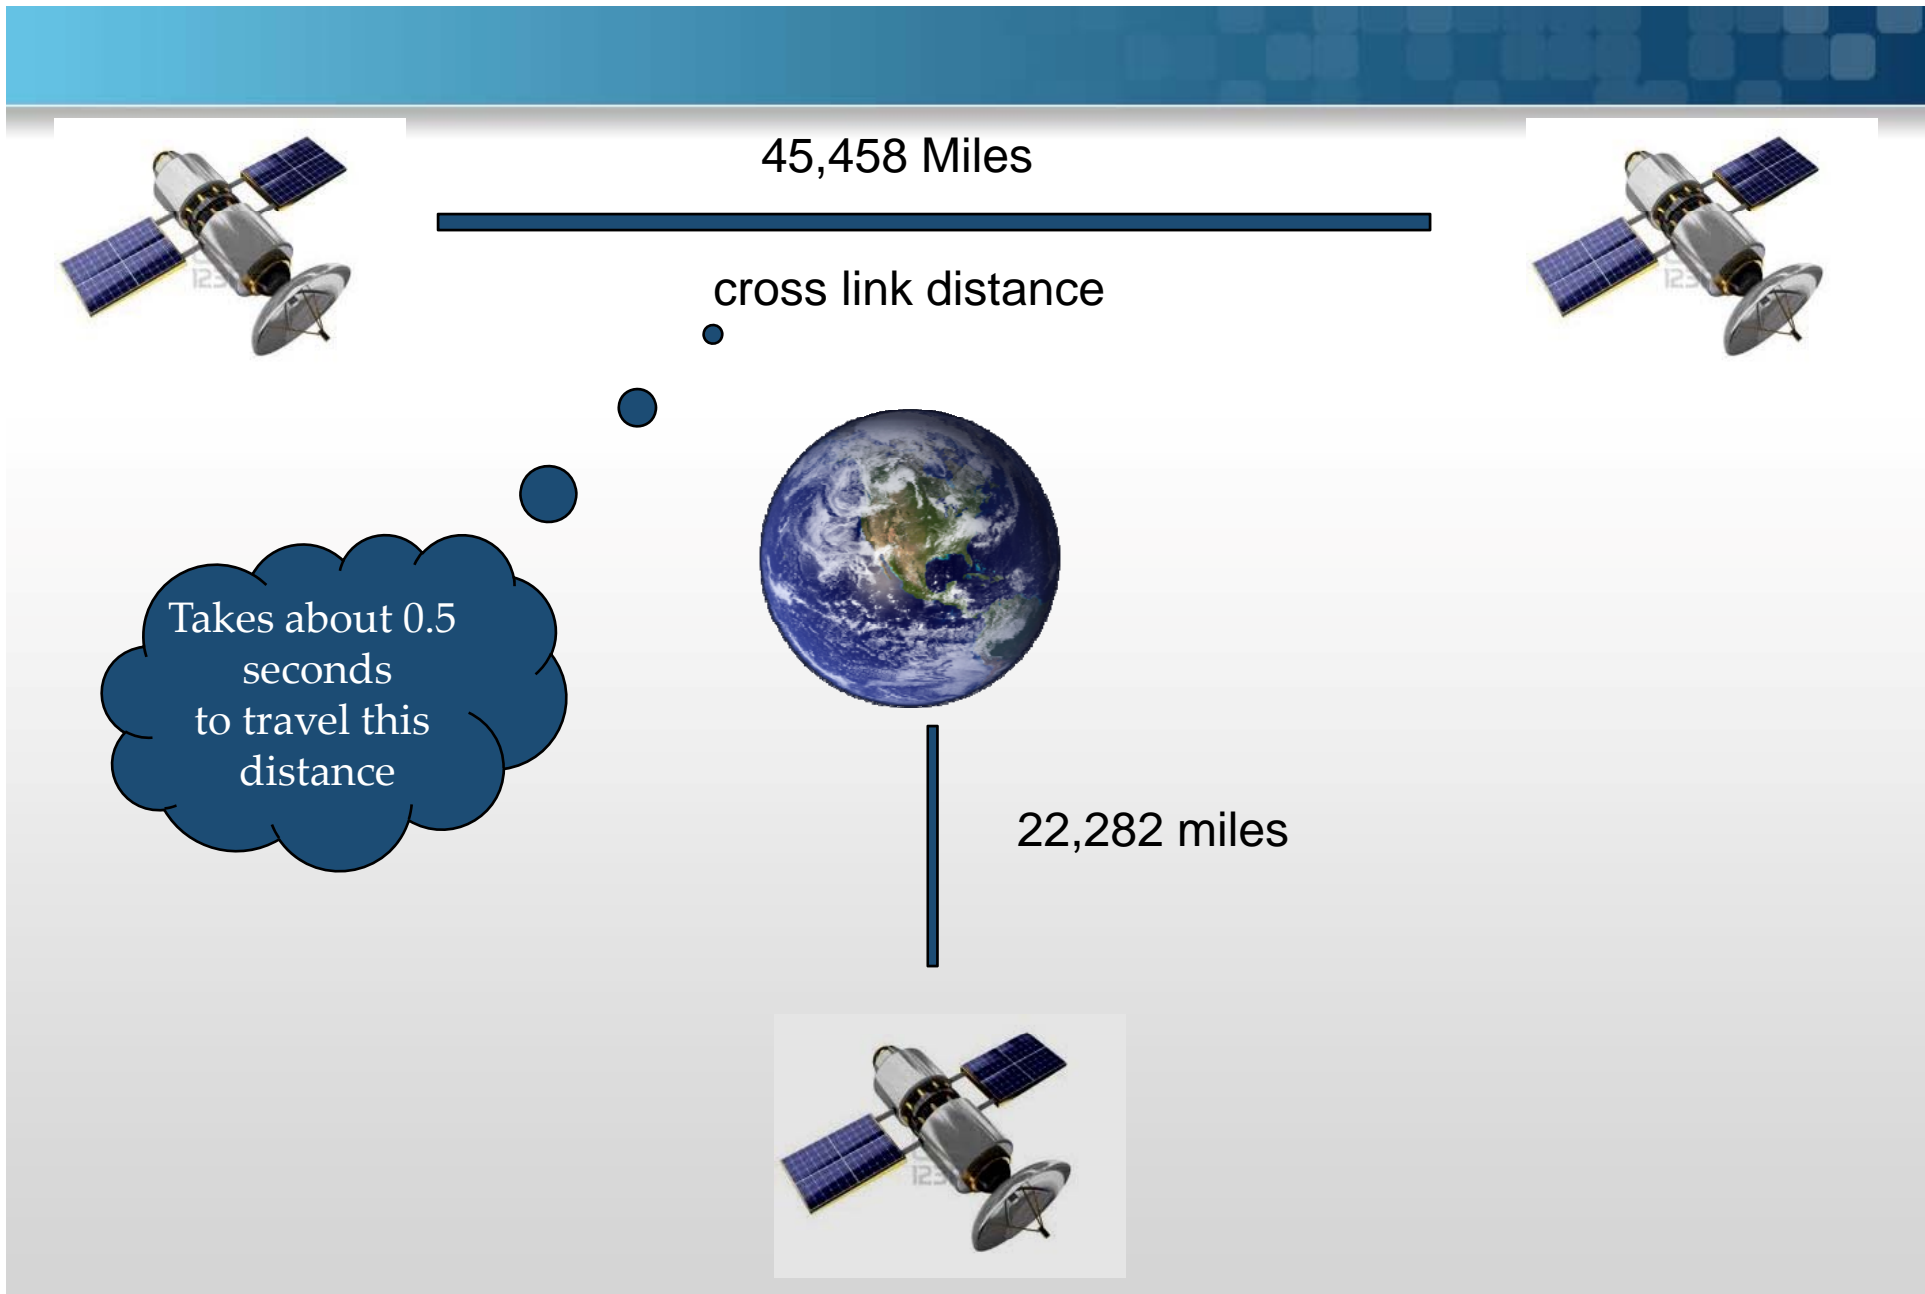 45,458 Miles
cross link distance
Takes about 0.5
seconds
to travel this
distance
22,282 miles